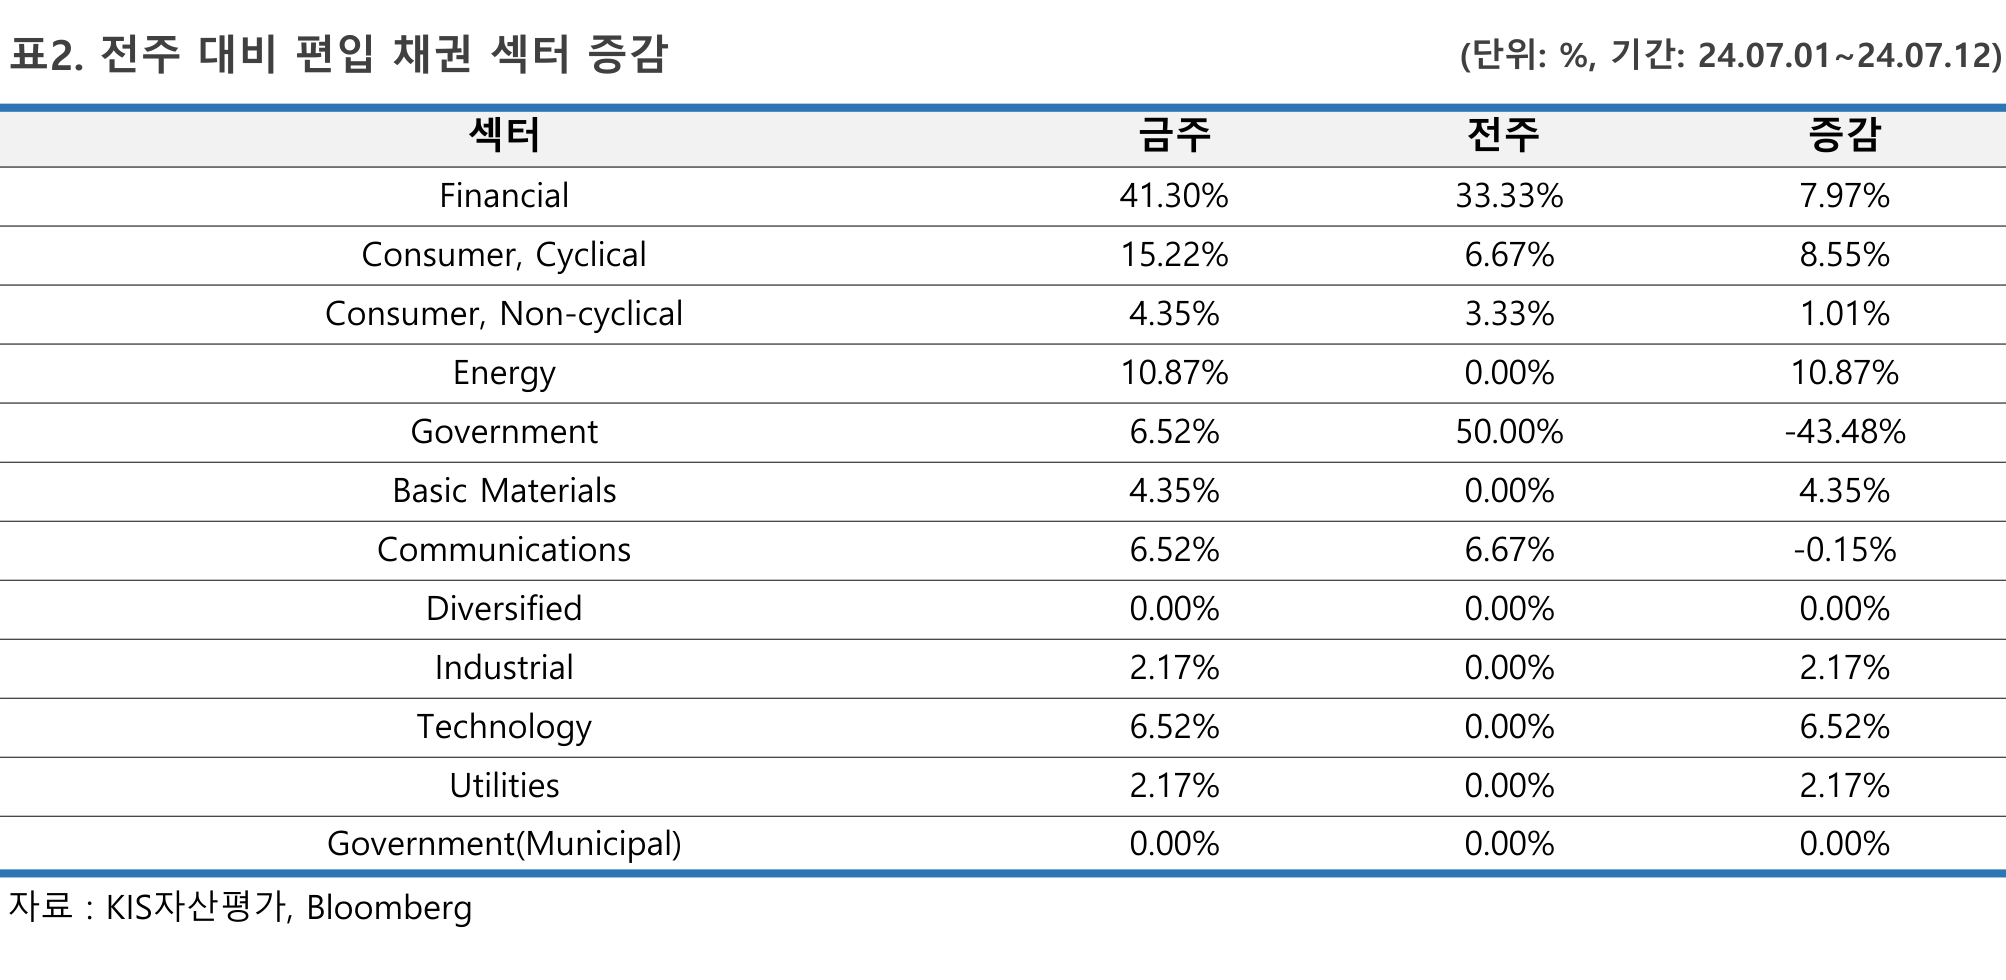 표2. 전주 대비 편입 채권 섹터 증감 (단위: %, 기간: 24.07.01~24.07.12)
섹터 금주 전주 증감
Financial 41.30% 33.33% 7.97%
Consumer, Cyclical 15.22% 6.67% 8.55%
Consumer, Non-cyclical 4.35% 3.33% 1.01%
Energy 10.87% 0.00% 10.87%
Government 6.52% 50.00% -43.48%
Basic Materials 4.35% 0.00% 4.35%
Communications 6.52% 6.67% -0.15%
Diversified 0.00% 0.00% 0.00%
Industrial 2.17% 0.00% 2.17%
Technology 6.52% 0.00% 6.52%
Utilities 2.17% 0.00% 2.17%
Government(Municipal) 0.00% 0.00% 0.00%
자료 : KIS자산평가, Bloomberg